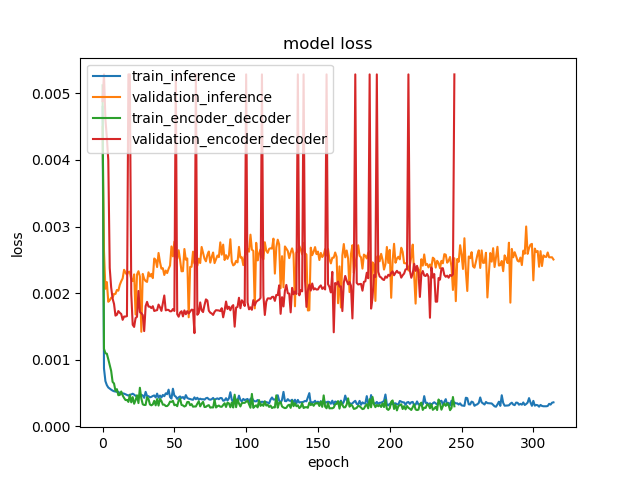 model loss
train_inference
validation_inference
train_encoder_decoder
validation_encoder_decoder
loss
0.005
0.004
0.003
0.002
0.001
0.000
0 50 100 150 200 250 300
epoch